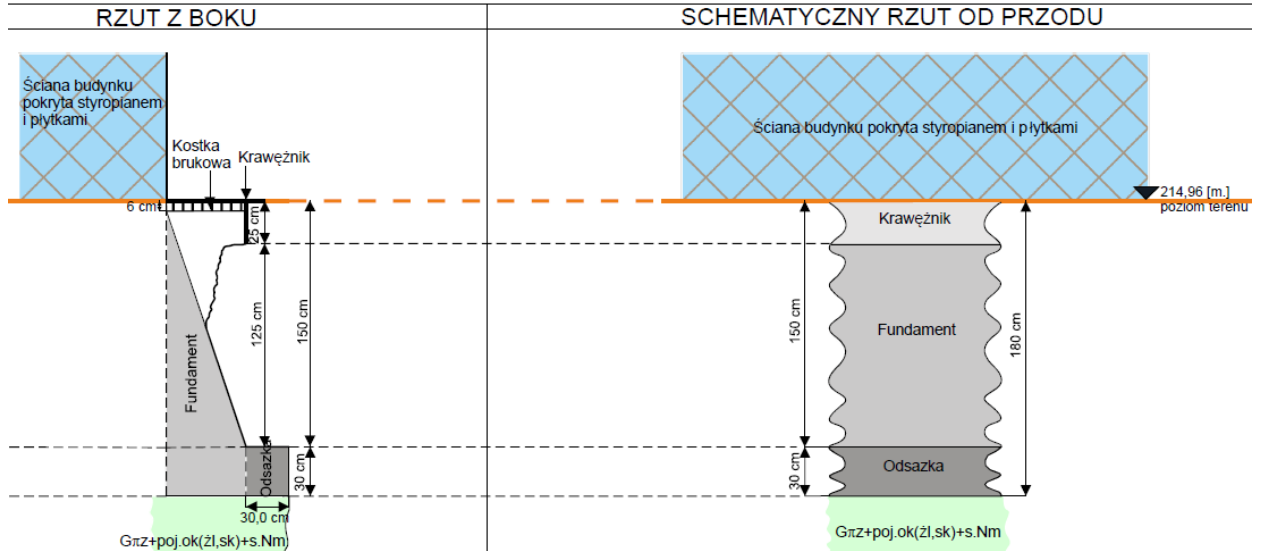 RZUT Z BOKU
SCHEMATYCZNY RZUT OD PRZODU
Ściana budynku
pokryta styropianem
i płytkami
Ściana budynku pokryta styropianem i płytkami
Kostka
brukowa
Krawężnik
6 cm
25 cm
214,96 [m.]
poziom terenu
Krawężnik
125 cm
150 cm
Fundament
150 cm
Fundament
180 cm
Odsazka
30 cm
30,0 cm
30 cm
Odsazka
Gπz+poj.ok(żl,sk)+s.Nm)
Gπz+poj.ok(żl,sk)+s.Nm)